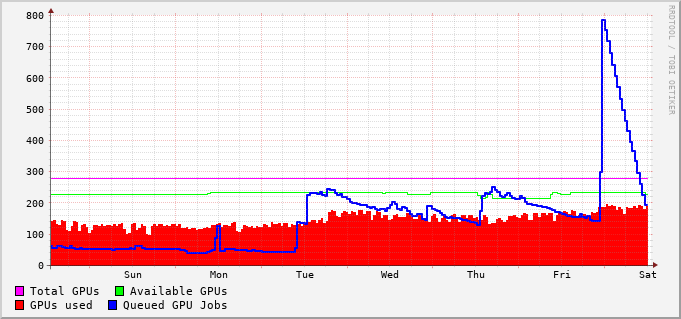 800
700
600
500
400
300
200
100
0
Sun Mon Tue Wed Thu Fri Sat
Total GPUs Available GPUs
GPUs used Queued GPU Jobs
RRDTOOL / TOBI OETIKER